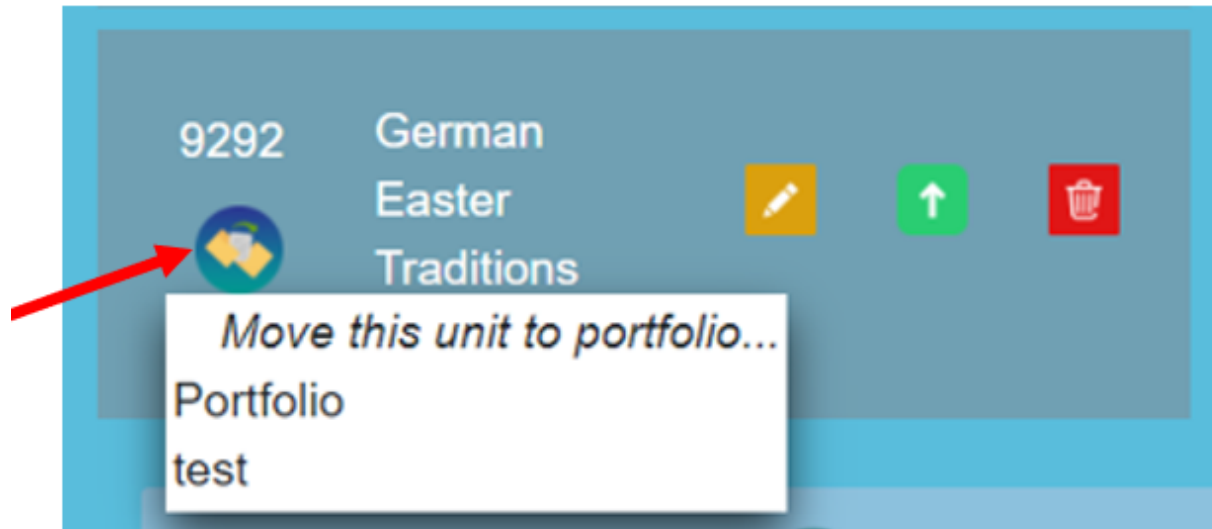 9292
German
Easter
Traditions
Move this unit to portfolio...
Portfolio
test